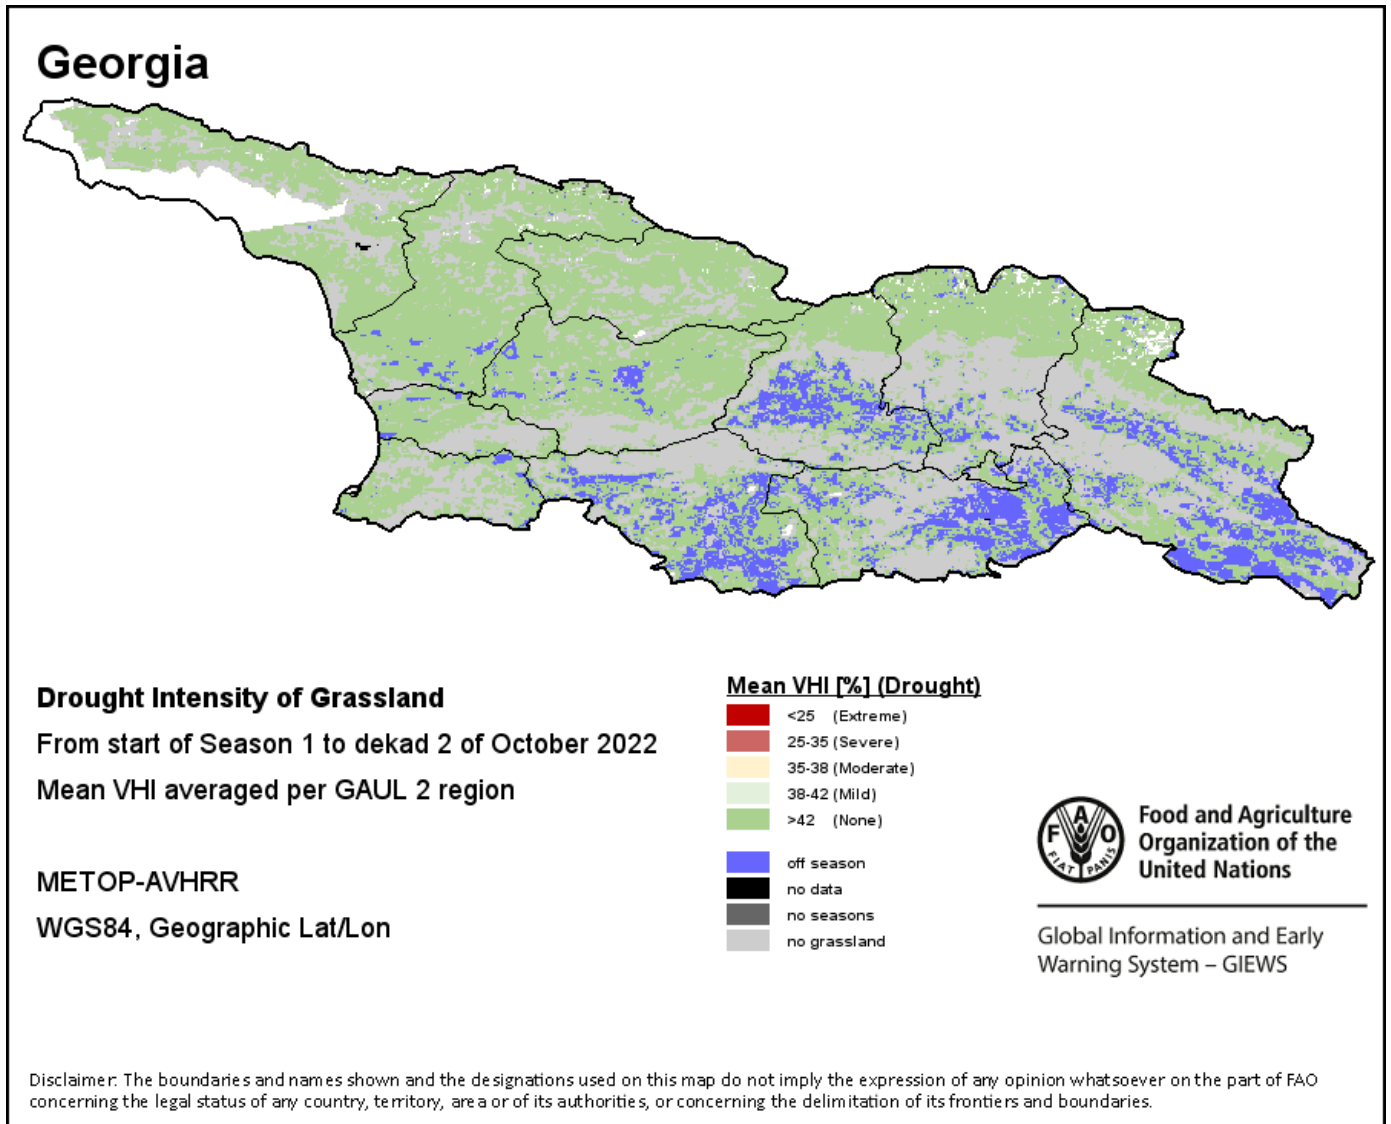 Georgia
Drought Intensity of Grassland
From start of Season 1 to dekad 2 of October 2022
Mean VHI averaged per GAUL 2 region
METOP-AVHRR
WGS84, Geographic Lat/Lon
Mean VHI [%] (Drought)
<25 (Extreme)
25-35 (Severe)
35-38 (Moderate)
38-42 (Mild)
>42 (None)
off season
no data
no seasons
no grassland
F A O
FIAT PANIS
Food and Agriculture
Organization of the
United Nations
Global Information and Early
Warning System – GIEWS
Disclaimer: The boundaries and names shown and the designations used on this map do not imply the expression of any opinion whatsoever on the part of FAO
concerning the legal status of any country, territory, area or of its authorities, or concerning the delimitation of its frontiers and boundaries.